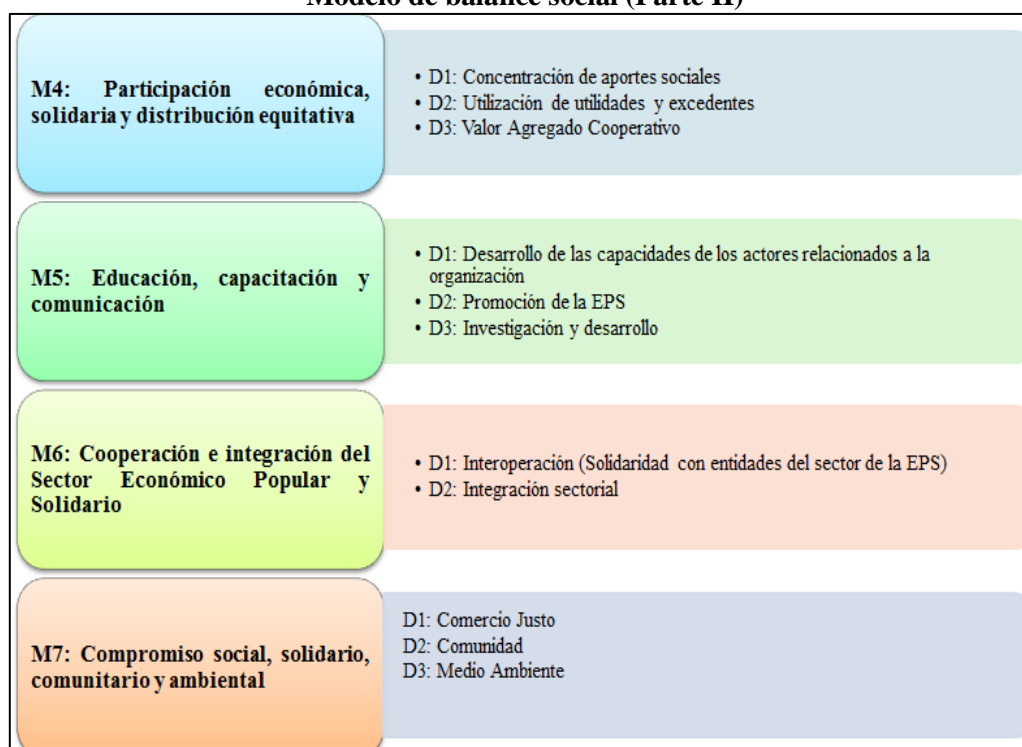 Modelo de balance social (Parte II)
M4: Participación económica,
solidaria y distribución equitativa
• D1: Concentración de aportes sociales
• D2: Utilización de utilidades y excedentes
• D3: Valor Agregado Cooperativo
M5: Educación, capacitación y
comunicación
• D1: Desarrollo de las capacidades de los actores relacionados a la
organización
• D2: Promoción de la EPS
• D3: Investigación y desarrollo
M6: Cooperación e integración del
Sector Económico Popular y
Solidario
• D1: Interoperación (Solidaridad con entidades del sector de la EPS)
• D2: Integración sectorial
M7: Compromiso social, solidario,
comunitario y ambiental
D1: Comercio Justo
D2: Comunidad
D3: Medio Ambiente